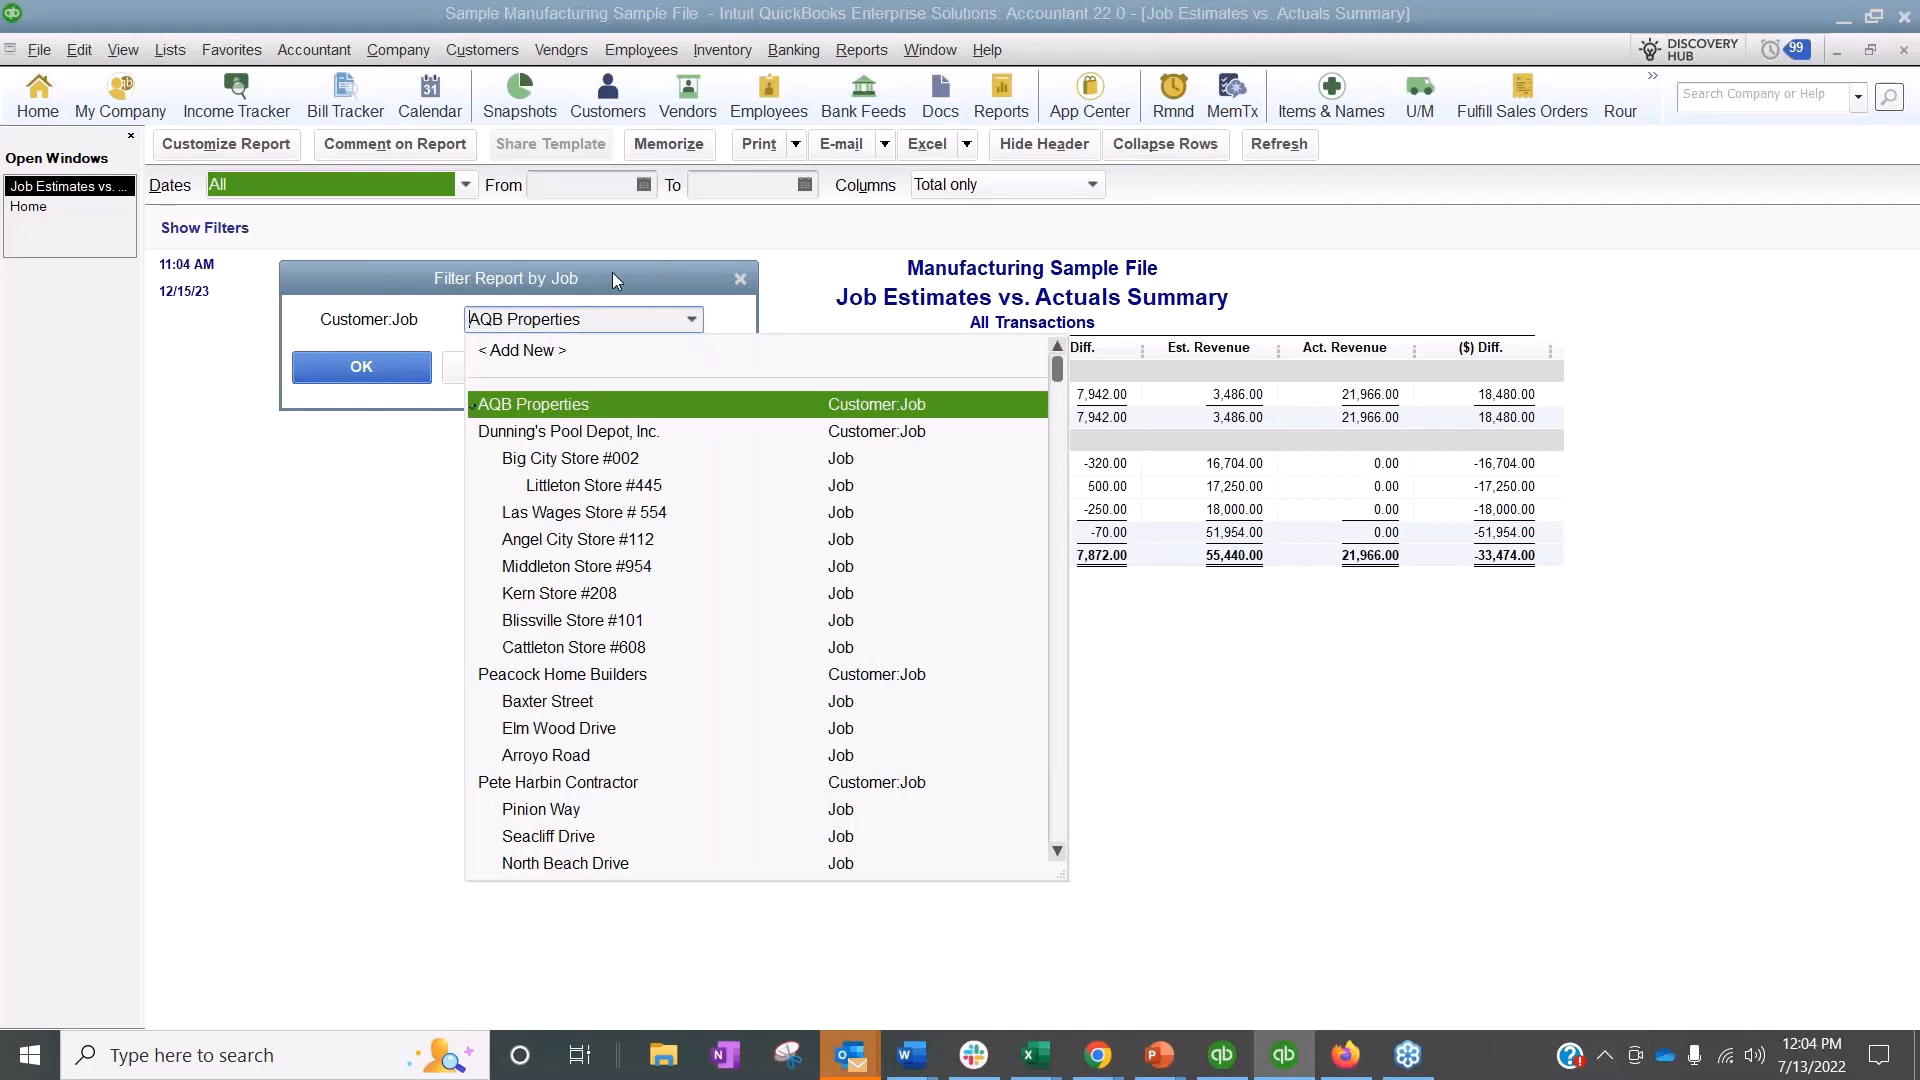 Sample Manufacturing Sample File - Intuit QuickBooks Enterprise Solutions: Accountant 22.0 - [Job Estimates vs. Actuals Summary]
File Edit View Lists Favorites Accountant Company Customers Vendors Employees Inventory Banking Reports Window Help
DISCOVERY HUB 99
Home My Company Income Tracker Bill Tracker Calendar Snapshots Customers Vendors Employees Bank Feeds Docs Reports App Center Rmnd MemTx Items & Names U/M Fulfill Sales Orders Rour
Search Company or Help
Customize Report Comment on Report Share Template Memorize Print E-mail Excel Hide Header Collapse Rows Refresh
Open Windows
Job Estimates vs. ...
Home
Dates All From To Columns Total only
Show Filters
11:04 AM
12/15/23
Manufacturing Sample File
Job Estimates vs. Actuals Summary
All Transactions
Filter Report by Job
Customer:Job AQB Properties
OK
< Add New >
AQB Properties Customer:Job
Dunning's Pool Depot, Inc. Customer:Job
Big City Store #002 Job
Littleton Store #445 Job
Las Wages Store # 554 Job
Angel City Store #112 Job
Middleton Store #954 Job
Kern Store #208 Job
Blissville Store #101 Job
Cattleton Store #608 Job
Peacock Home Builders Customer:Job
Baxter Street Job
Elm Wood Drive Job
Arroyo Road Job
Pete Harbin Contractor Customer:Job
Pinion Way Job
Seacliff Drive Job
North Beach Drive Job
Diff. Est. Revenue Act. Revenue ($) Diff.
7,942.00 3,486.00 21,966.00 18,480.00
7,942.00 3,486.00 21,966.00 18,480.00
-320.00 16,704.00 0.00 -16,704.00
500.00 17,250.00 0.00 -17,250.00
-250.00 18,000.00 0.00 -18,000.00
-70.00 51,954.00 0.00 -51,954.00
7,872.00 55,440.00 21,966.00 -33,474.00
Type here to search
12:04 PM
7/13/2022